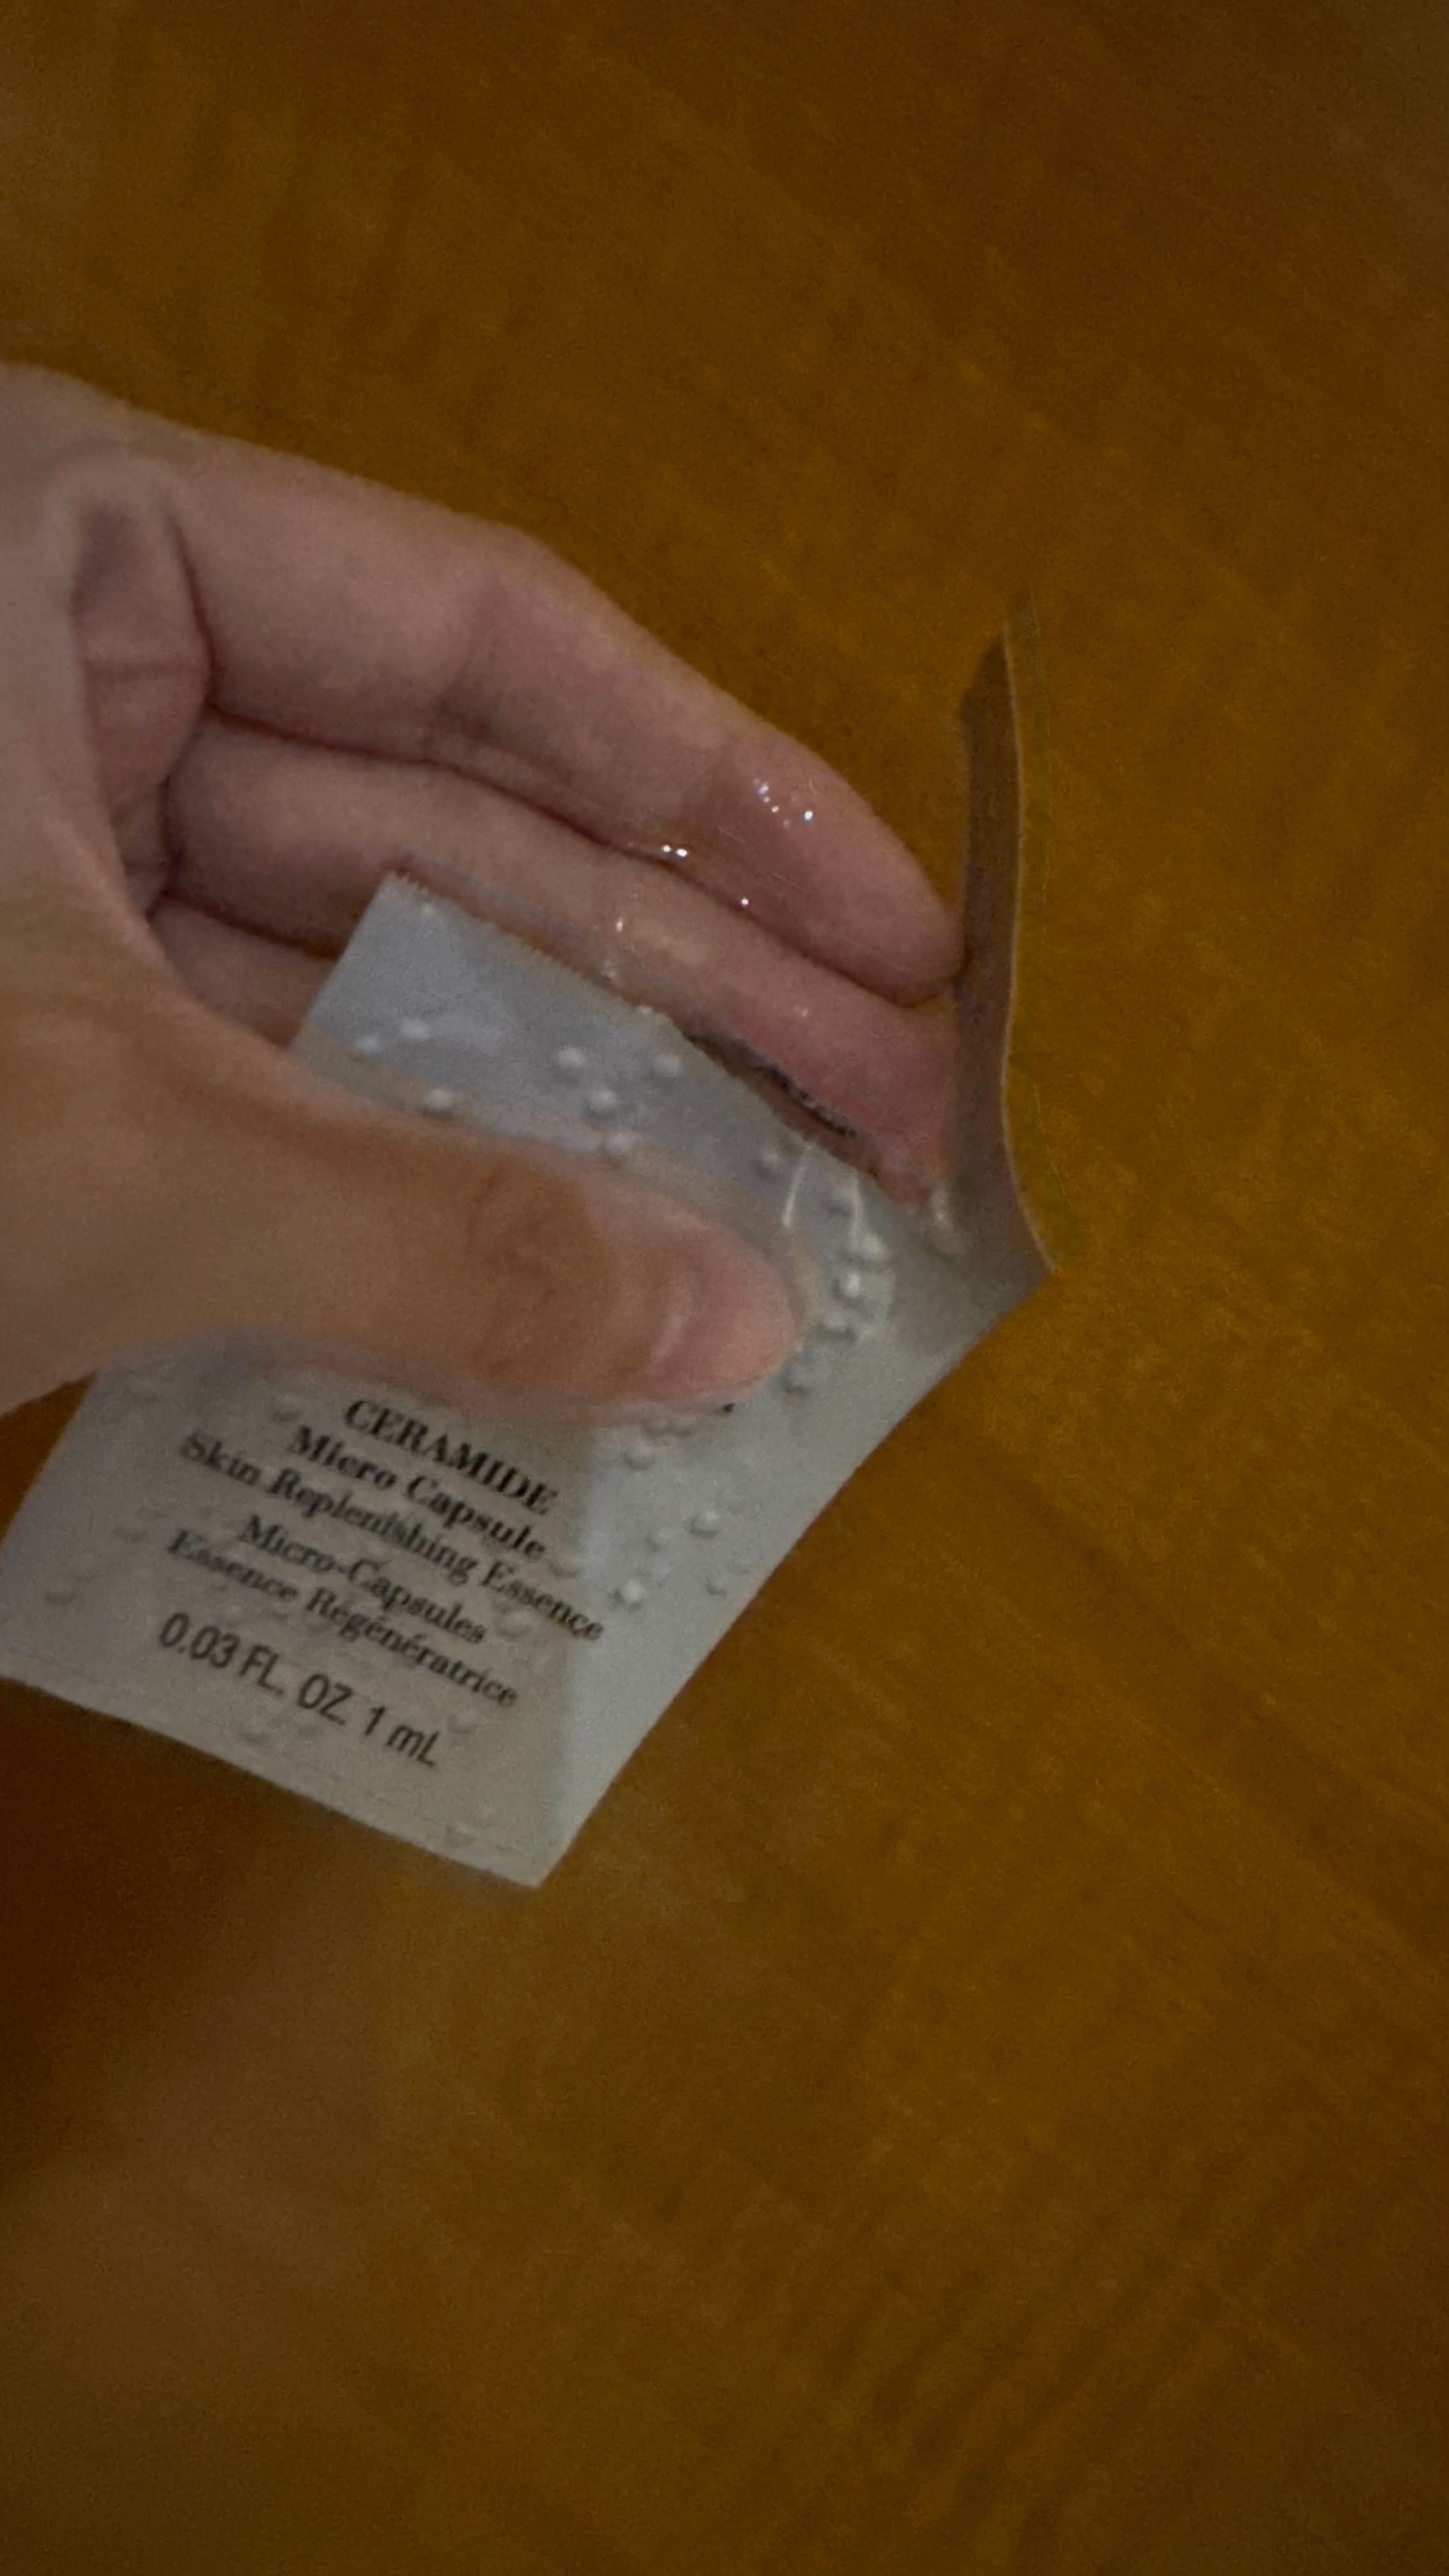 CERAMIDE
Micro Capsule
Skin Replenishing Essence
Micro-Capsules
Essence Régénératrice
0.03 FL. OZ. 1 mL